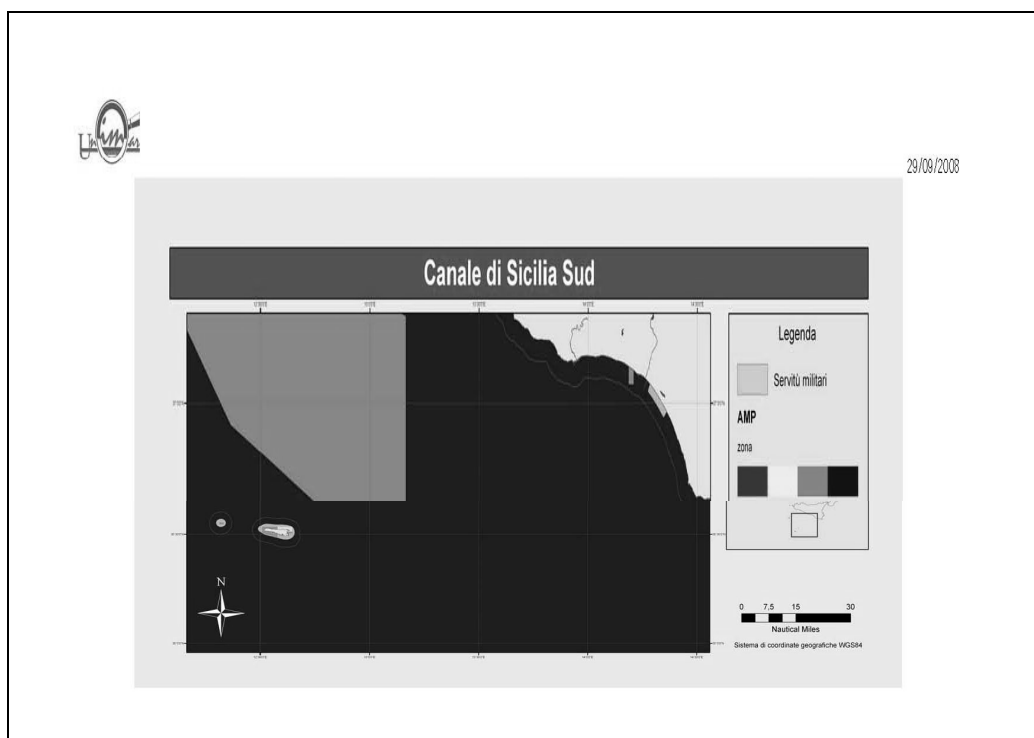 Unimar
29/09/2008
Canale di Sicilia Sud
Legenda
Servitù militari
AMP
zona
N
0 7,5 15 30
Nautical Miles
Sistema di coordinate geografiche WGS84